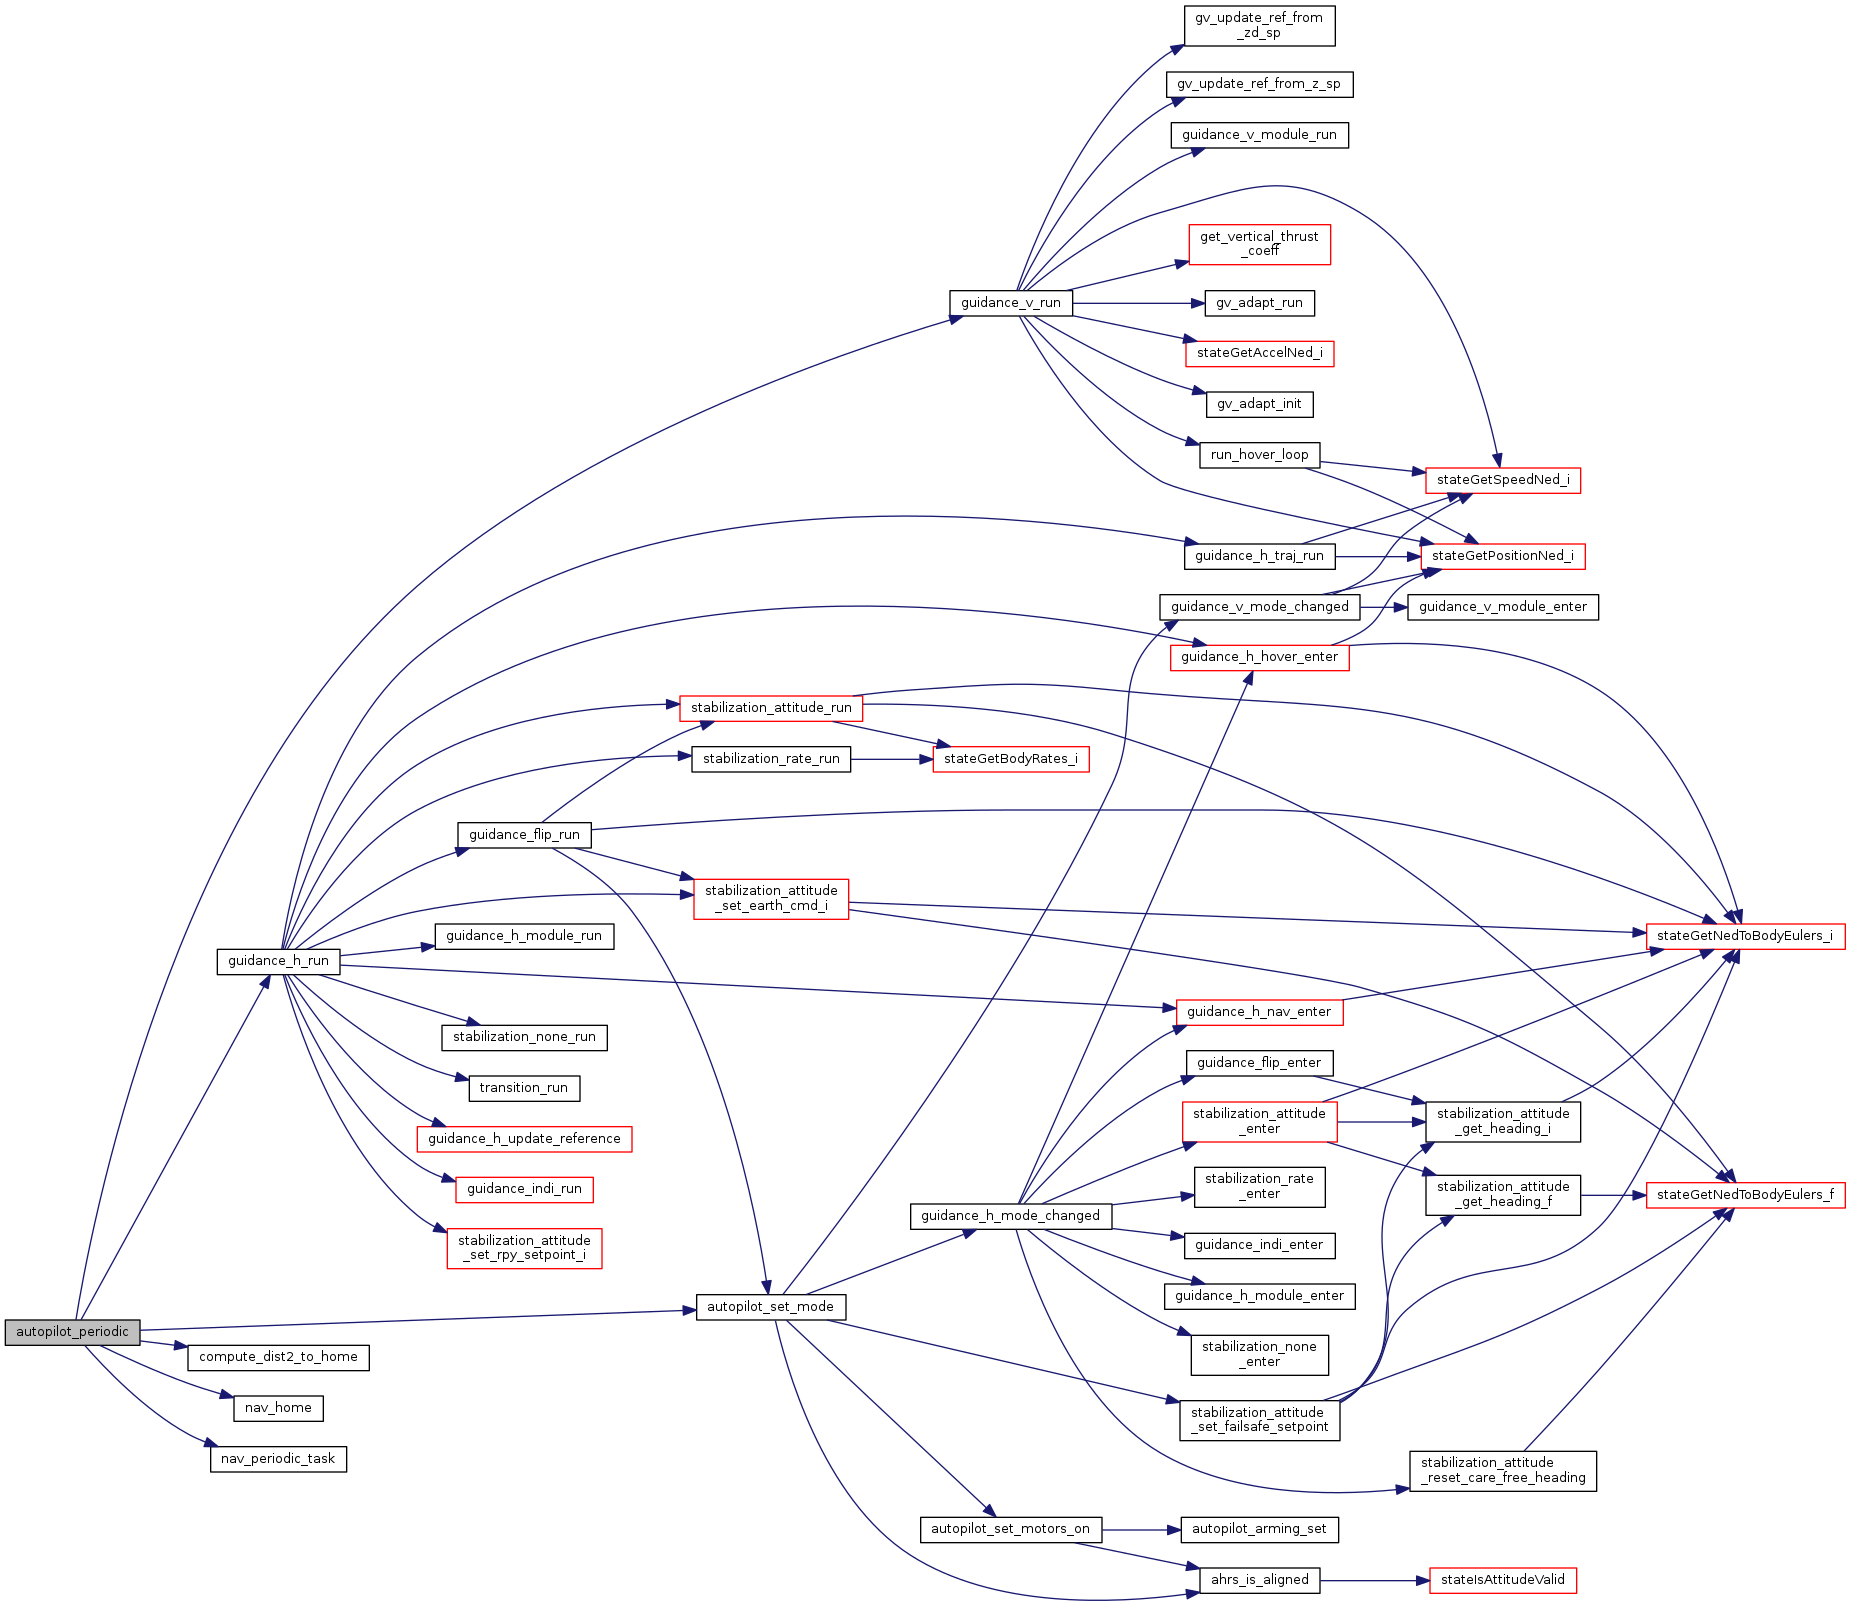 gv_update_ref_from
_zd_sp
gv_update_ref_from_z_sp
guidance_v_module_run
get_vertical_thrust
_coeff
guidance_v_run
gv_adapt_run
stateGetAccelNed_i
gv_adapt_init
run_hover_loop
stateGetSpeedNed_i
guidance_h_traj_run
stateGetPositionNed_i
guidance_v_mode_changed
guidance_v_module_enter
guidance_h_hover_enter
stabilization_attitude_run
stabilization_rate_run
stateGetBodyRates_i
guidance_flip_run
stabilization_attitude
_set_earth_cmd_i
guidance_h_module_run
stateGetNedToBodyEulers_i
guidance_h_run
guidance_h_nav_enter
stabilization_none_run
guidance_flip_enter
transition_run
stabilization_attitude
_enter
stabilization_attitude
_get_heading_i
guidance_h_update_reference
guidance_indi_run
stabilization_rate
_enter
stabilization_attitude
_get_heading_f
stateGetNedToBodyEulers_f
guidance_h_mode_changed
stabilization_attitude
_set_rpy_setpoint_i
guidance_indi_enter
guidance_h_module_enter
autopilot_set_mode
autopilot_periodic
compute_dist2_to_home
stabilization_none
_enter
nav_home
stabilization_attitude
_set_failsafe_setpoint
nav_periodic_task
stabilization_attitude
_reset_care_free_heading
autopilot_set_motors_on
autopilot_arming_set
ahrs_is_aligned
stateIsAttitudeValid